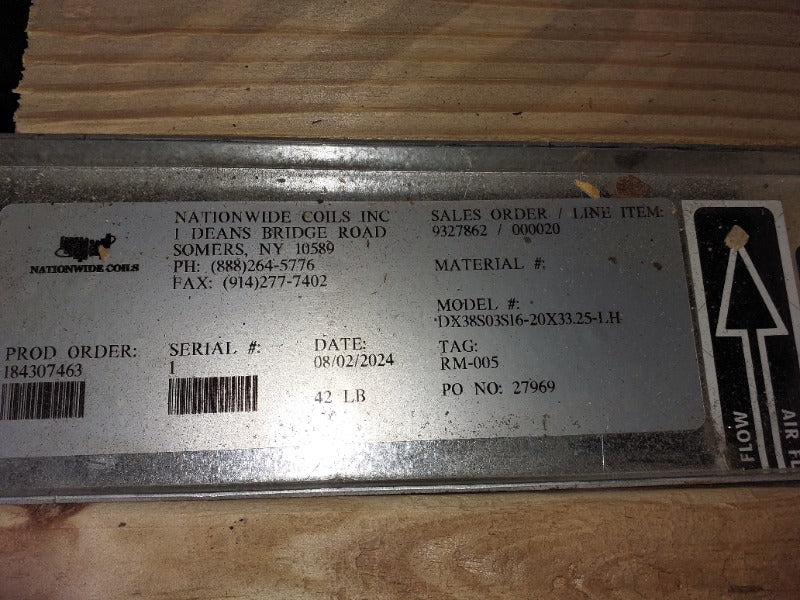 NATIONWIDE COILS
NATIONWIDE COILS INC
1 DEANS BRIDGE ROAD
SOMERS, NY 10589
PH: (888)264-5776
FAX: (914)277-7402
SALES ORDER / LINE ITEM:
9327862 / 000020
MATERIAL #:
MODEL #:
DX38S03S16-20X33.25-LH
PROD ORDER:
184307463
SERIAL #:
1
DATE:
08/02/2024
42 LB
TAG:
RM-005
PO NO: 27969
FLOW
AIR FL